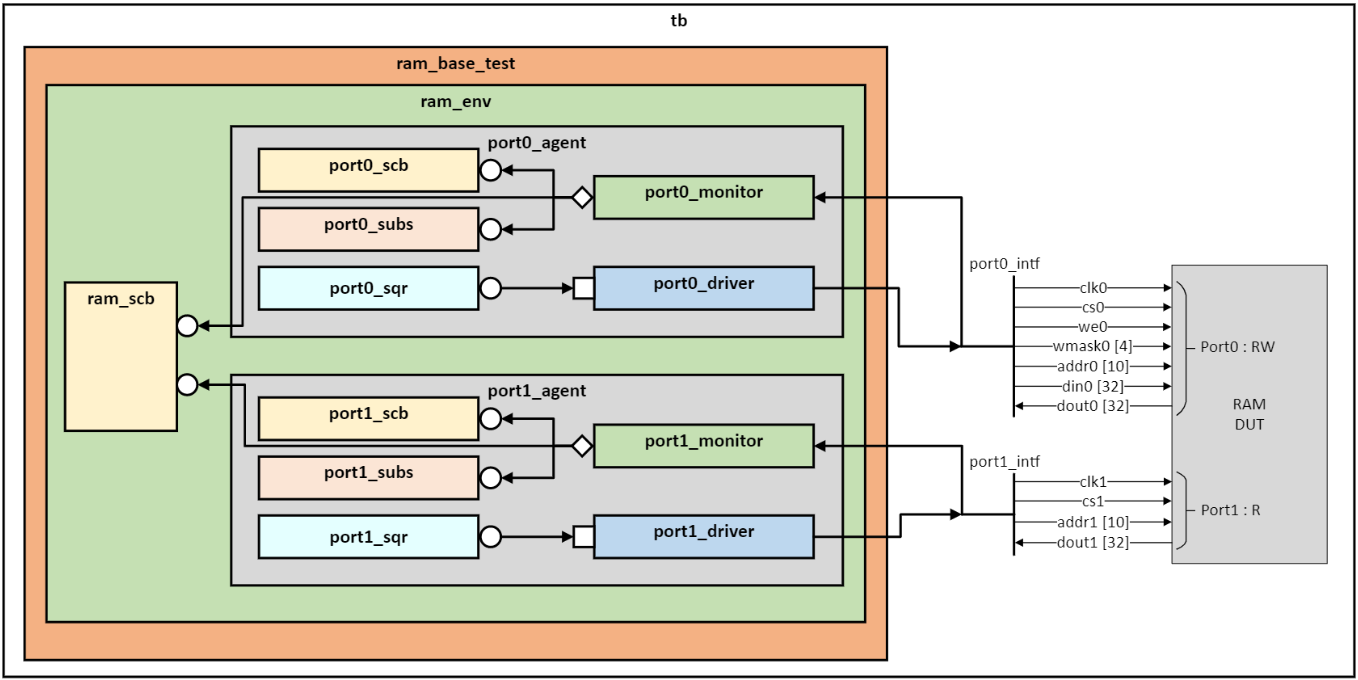 tb
ram_base_test
ram_env
port0_agent
port0_scb
port0_monitor
port0_subs
port0_sqr
port0_driver
ram_scb
port1_agent
port1_scb
port1_monitor
port1_subs
port1_sqr
port1_driver
port0_intf
clk0
cs0
we0
wmask0 [4]
addr0 [10]
din0 [32]
dout0 [32]
Port0 : RW
RAM
DUT
port1_intf
clk1
cs1
addr1 [10]
dout1 [32]
Port1 : R